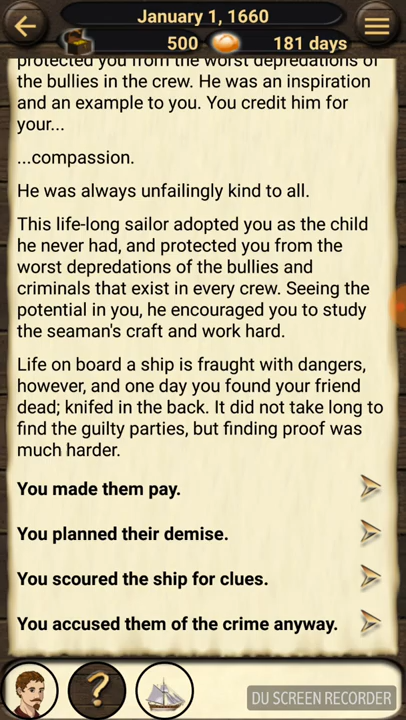 January 1, 1660
500
181 days
protected you from the worst depredations of
the bullies in the crew. He was an inspiration
and an example to you. You credit him for
your...
...compassion.
He was always unfailingly kind to all.
This life-long sailor adopted you as the child
he never had, and protected you from the
worst depredations of the bullies and
criminals that exist in every crew. Seeing the
potential in you, he encouraged you to study
the seaman's craft and work hard.
Life on board a ship is fraught with dangers,
however, and one day you found your friend
dead; knifed in the back. It did not take long to
find the guilty parties, but finding proof was
much harder.
You made them pay.
You planned their demise.
You scoured the ship for clues.
You accused them of the crime anyway.
?
DU SCREEN RECORDER